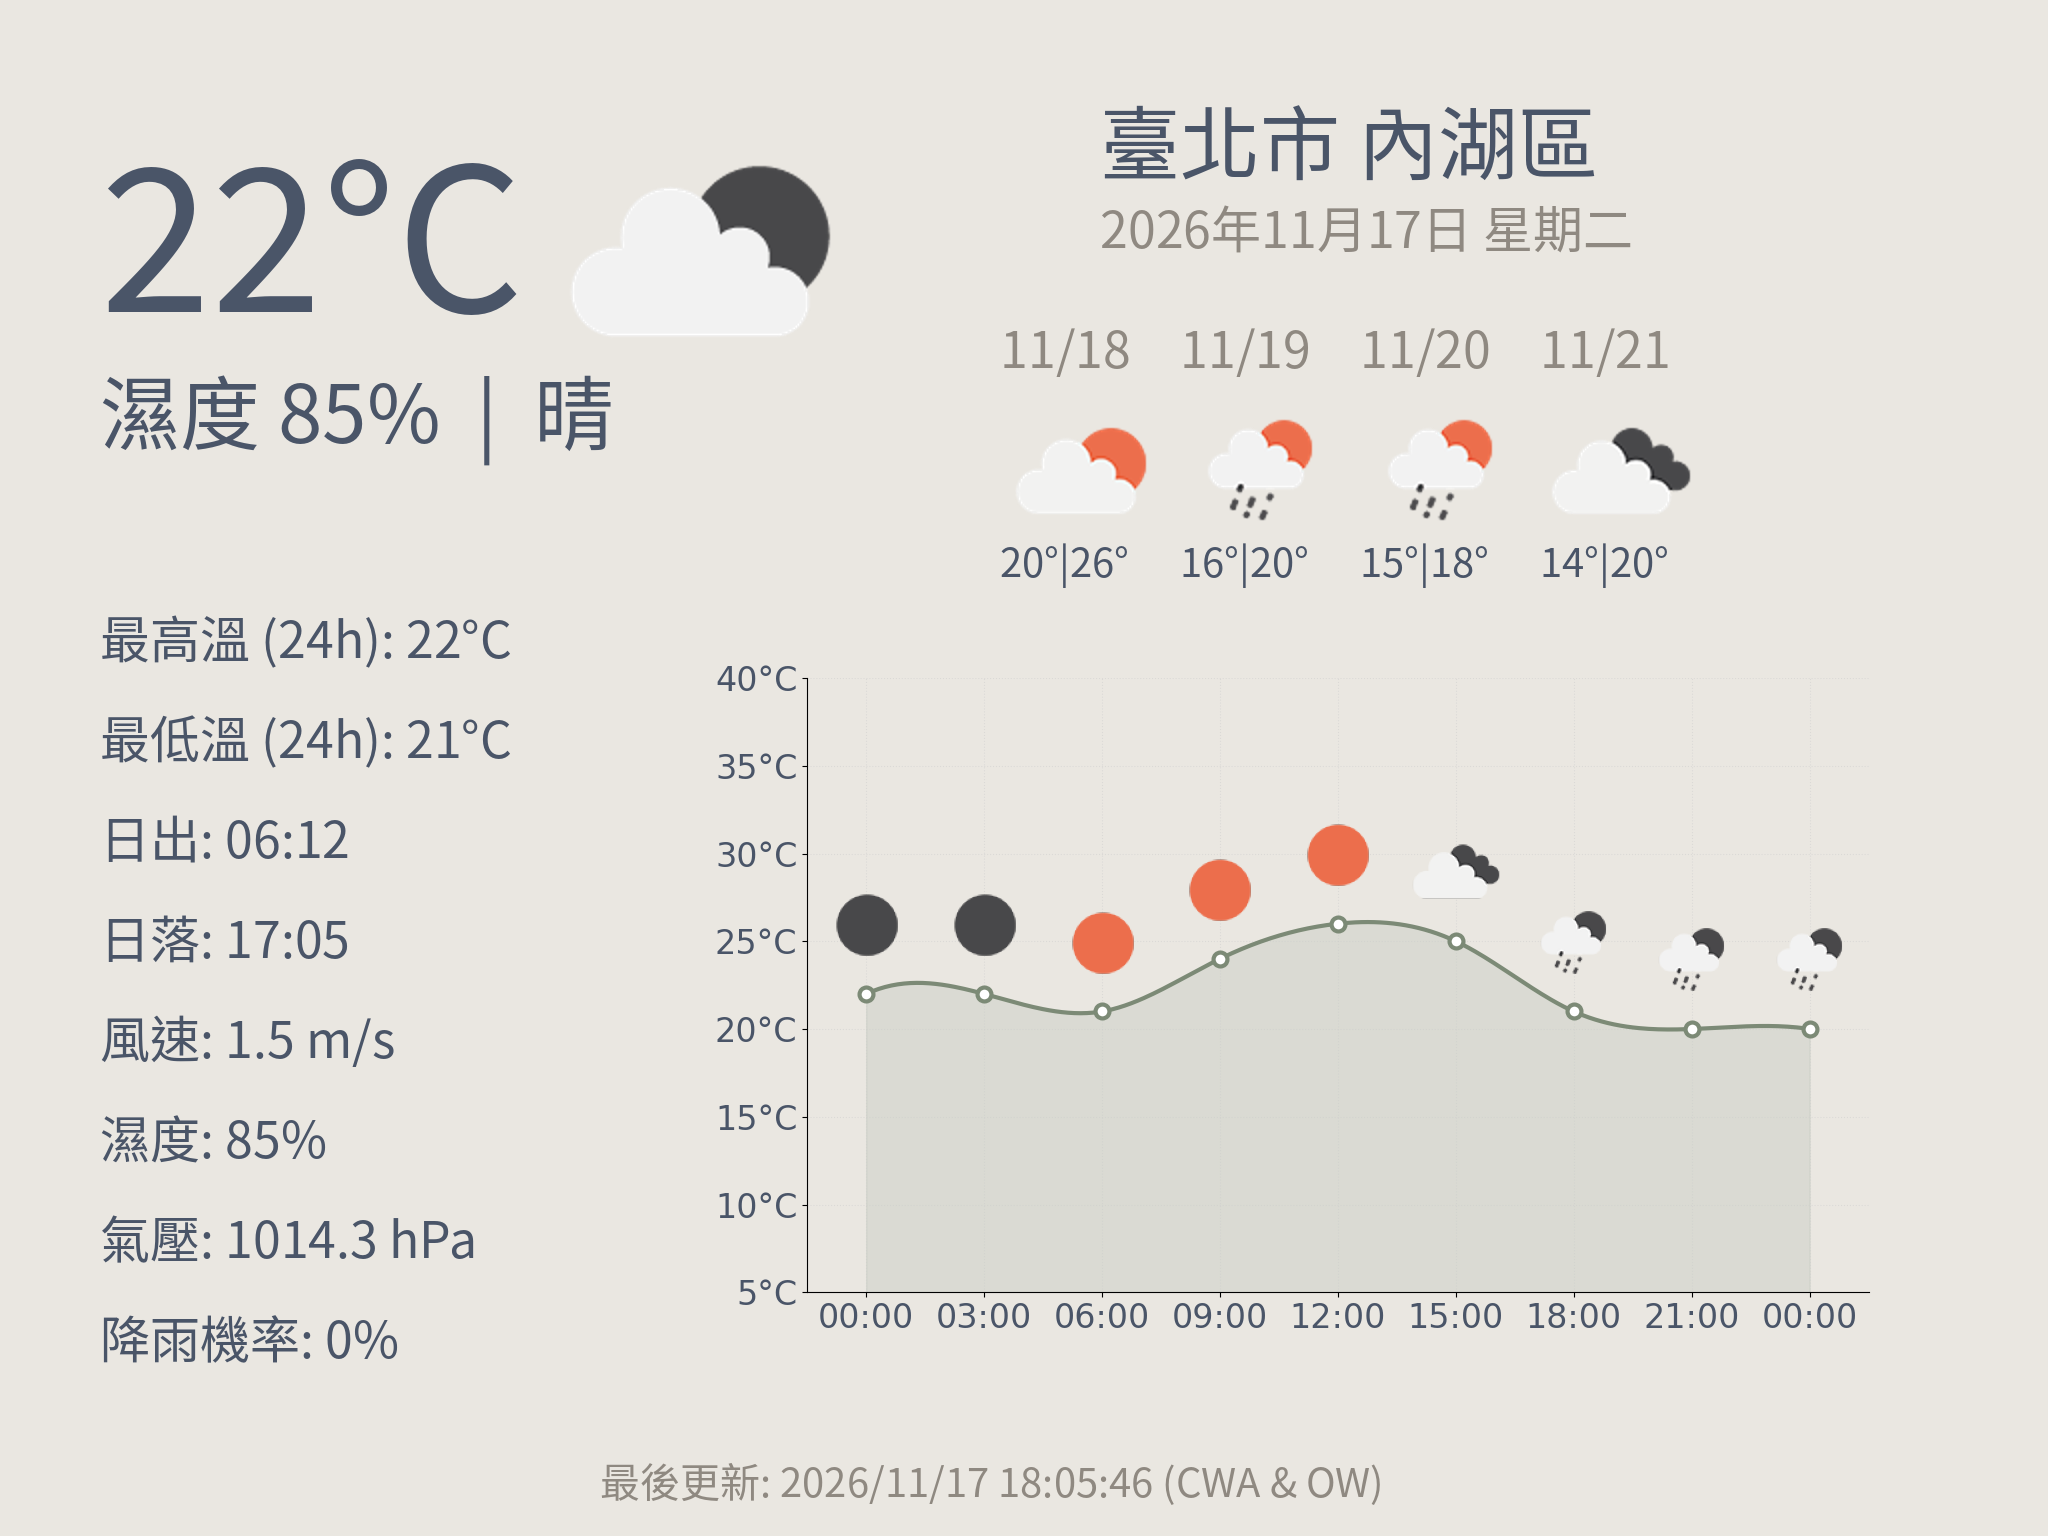 22°C
濕度 85% | 晴
臺北市 內湖區
2026年11月17日 星期二
11/18 11/19 11/20 11/21
20°|26° 16°|20° 15°|18° 14°|20°
最高溫 (24h): 22°C
最低溫 (24h): 21°C
日出: 06:12
日落: 17:05
風速: 1.5 m/s
濕度: 85%
氣壓: 1014.3 hPa
降雨機率: 0%
40°C
35°C
30°C
25°C
20°C
15°C
10°C
5°C
00:00 03:00 06:00 09:00 12:00 15:00 18:00 21:00 00:00
最後更新: 2026/11/17 18:05:46 (CWA & OW)